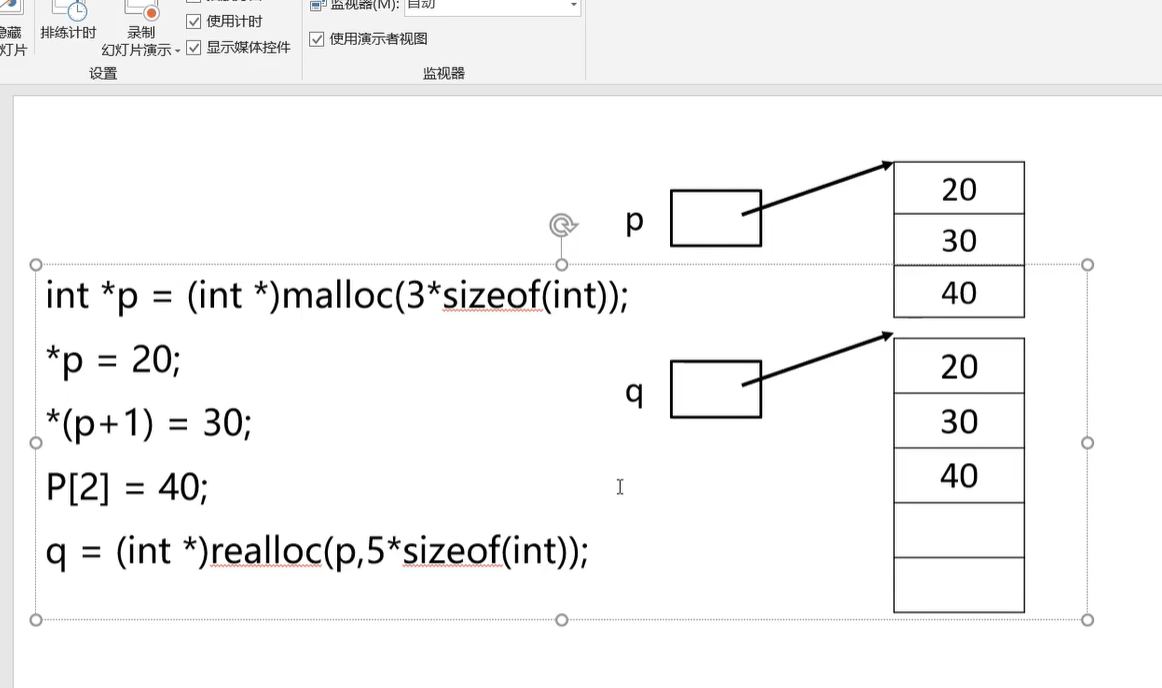 使用计时
监视器(M): 自动
隐藏
幻灯片
排练计时
录制
幻灯片演示
显示媒体控件
使用演示者视图
设置
监视器
p
20
30
40
int *p = (int *)malloc(3*sizeof(int));
*p = 20;
*(p+1) = 30;
P[2] = 40;
q = (int *)realloc(p,5*sizeof(int));
q
20
30
40